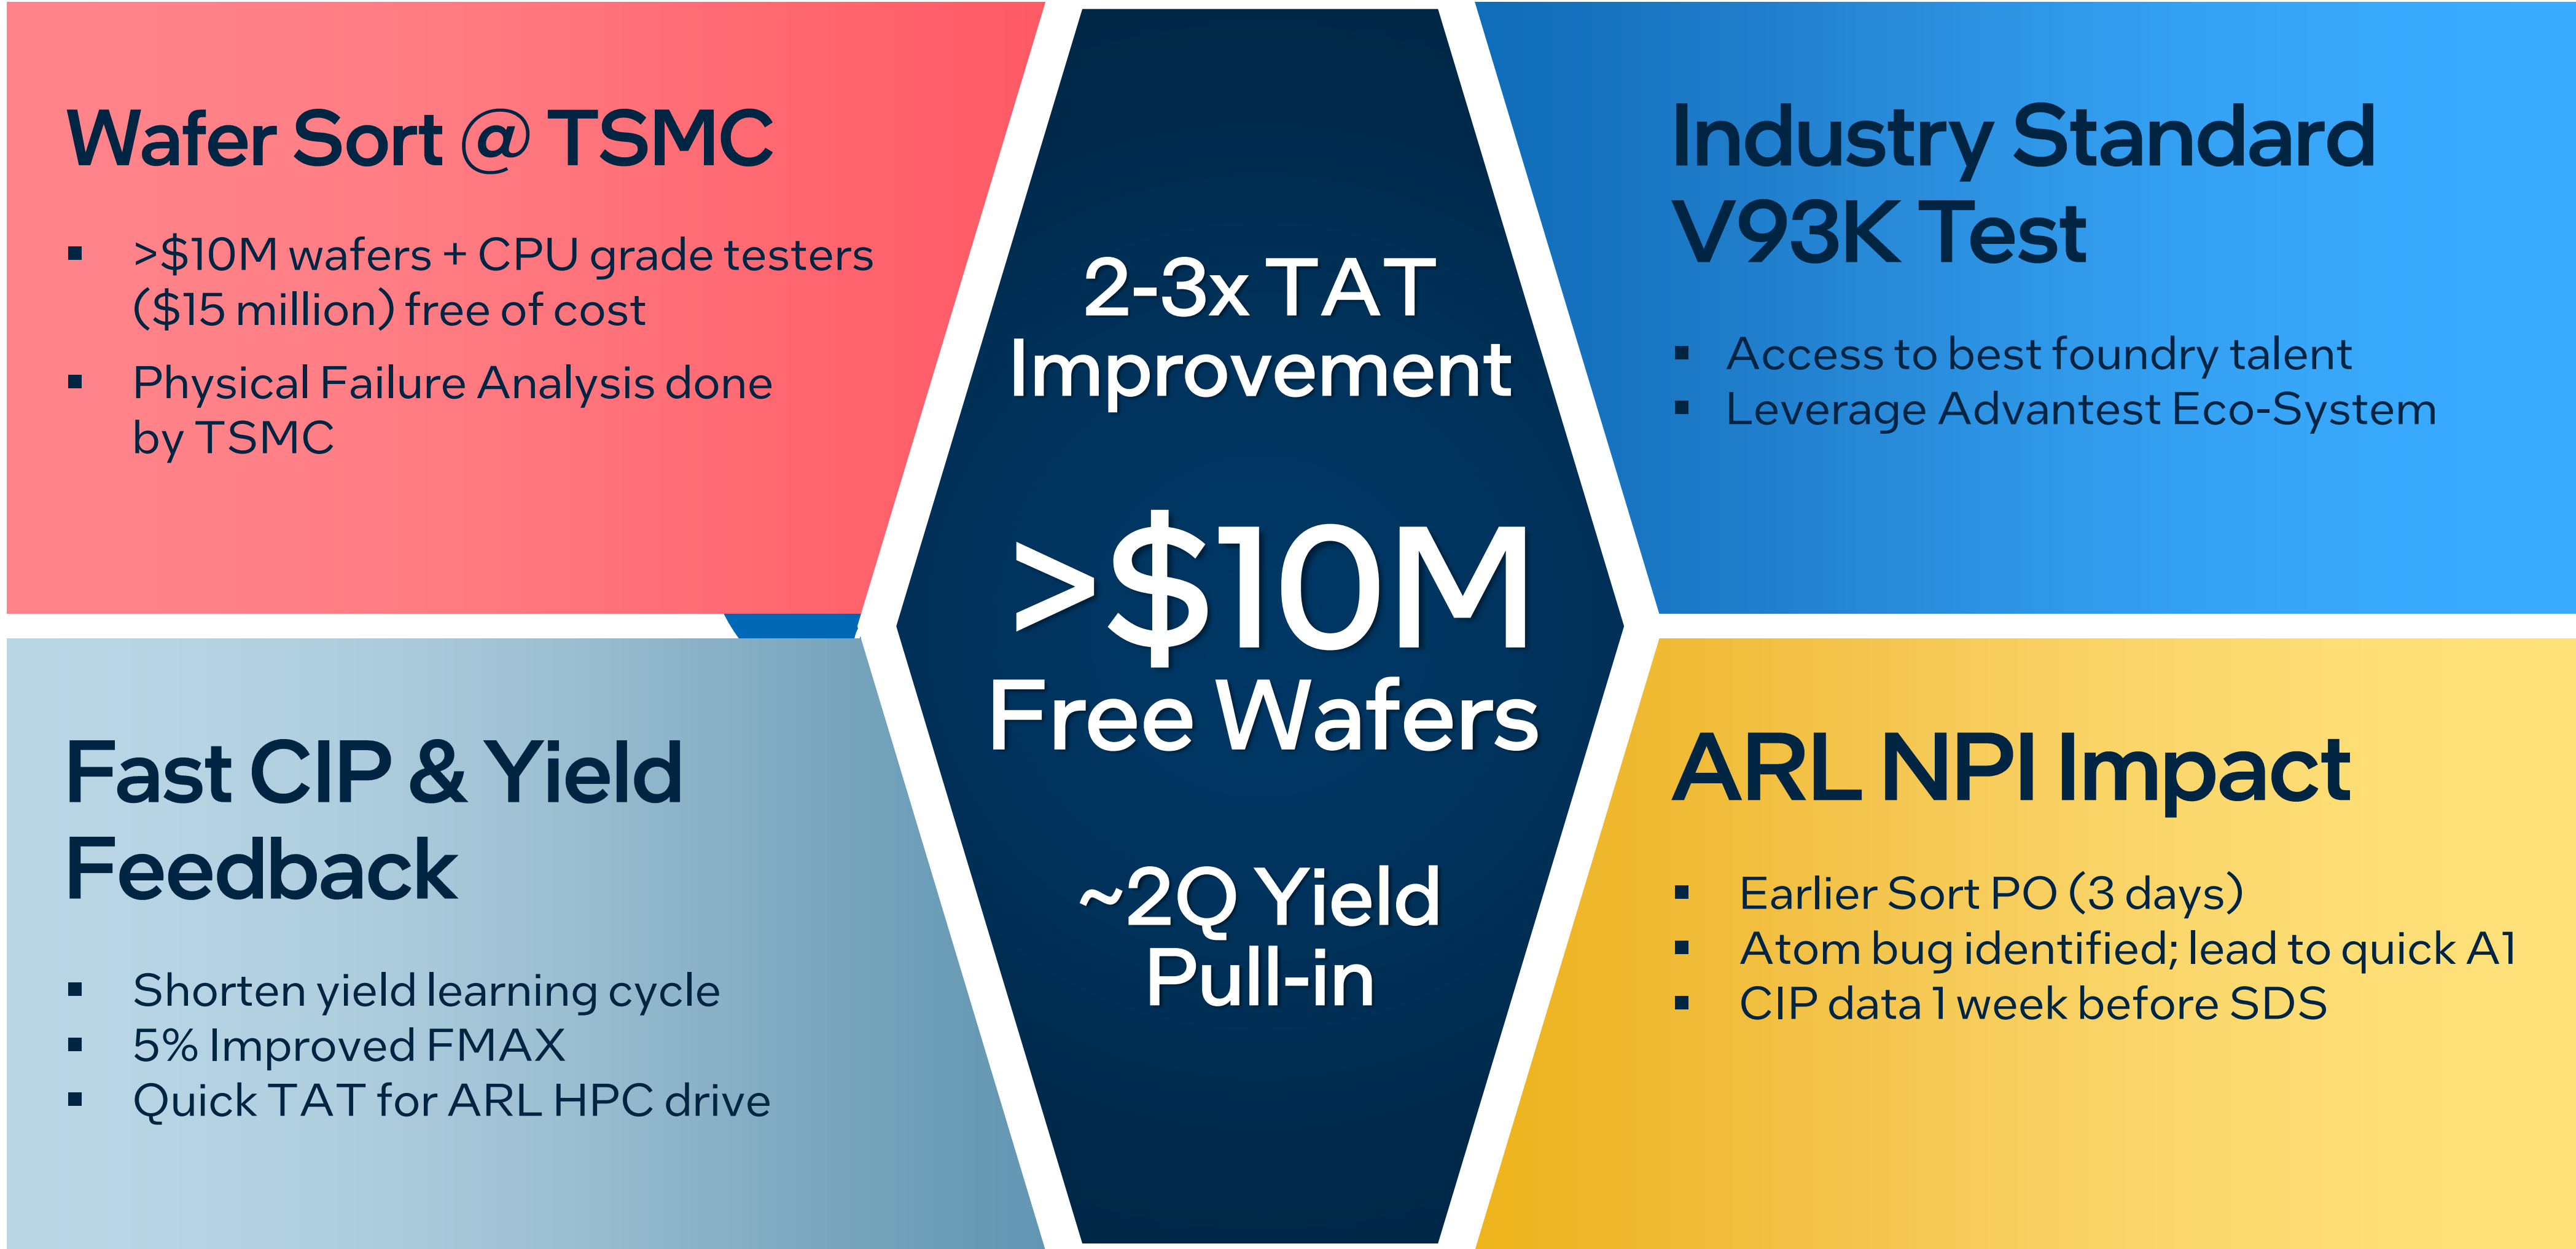 Wafer Sort @ TSMC
▪ >$10M wafers + CPU grade testers
($15 million) free of cost
▪ Physical Failure Analysis done
by TSMC
2-3x TAT
Improvement
>$10M
Free Wafers
~2Q Yield
Pull-in
Industry Standard
V93K Test
▪ Access to best foundry talent
▪ Leverage Advantest Eco-System
Fast CIP & Yield
Feedback
▪ Shorten yield learning cycle
▪ 5% Improved FMAX
▪ Quick TAT for ARL HPC drive
ARL NPI Impact
▪ Earlier Sort PO (3 days)
▪ Atom bug identified; lead to quick A1
▪ CIP data 1 week before SDS